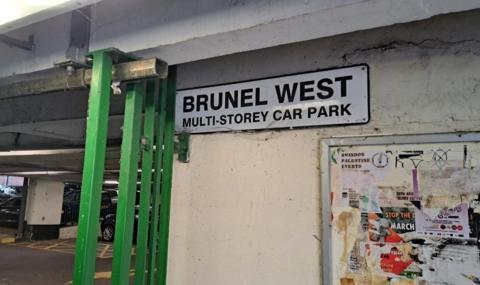 BRUNEL WEST
MULTI-STOREY CAR PARK
SWINDON
PALESTINE
EVENTS
STOP THE
MARCH